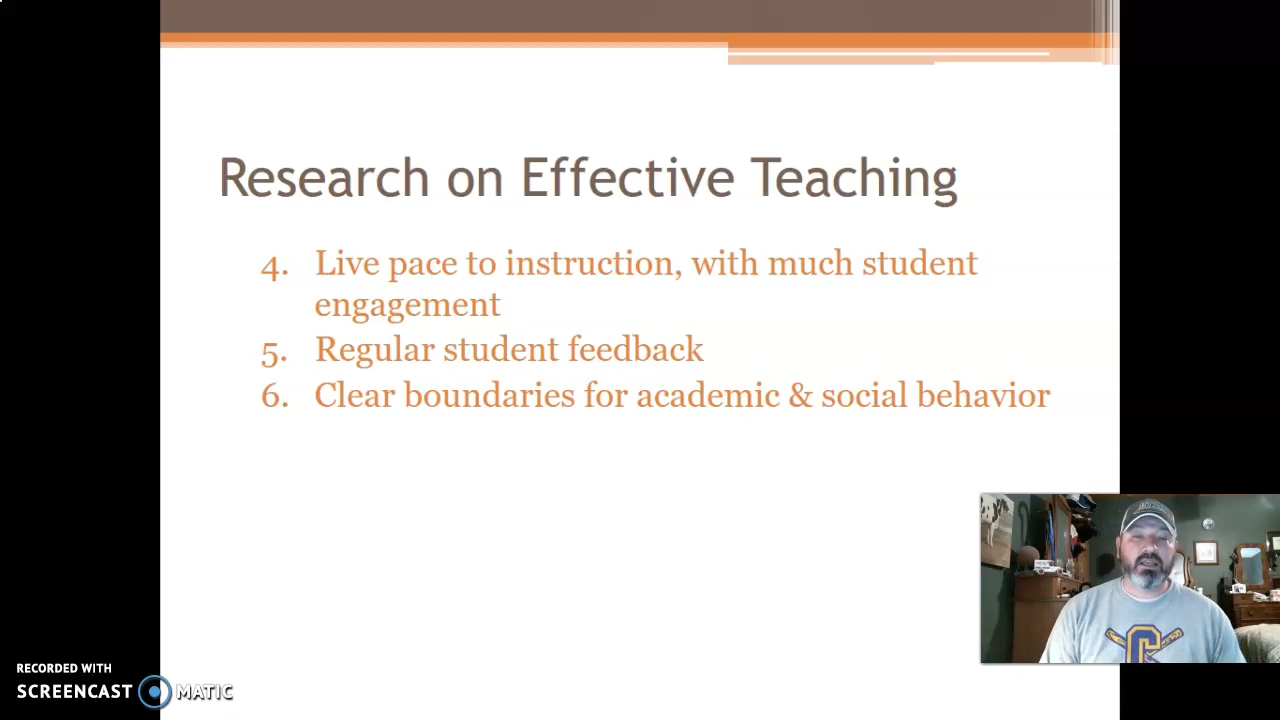 Research on Effective Teaching
4. Live pace to instruction, with much student
engagement
5. Regular student feedback
6. Clear boundaries for academic & social behavior
RECORDED WITH
SCREENCAST MATIC
C